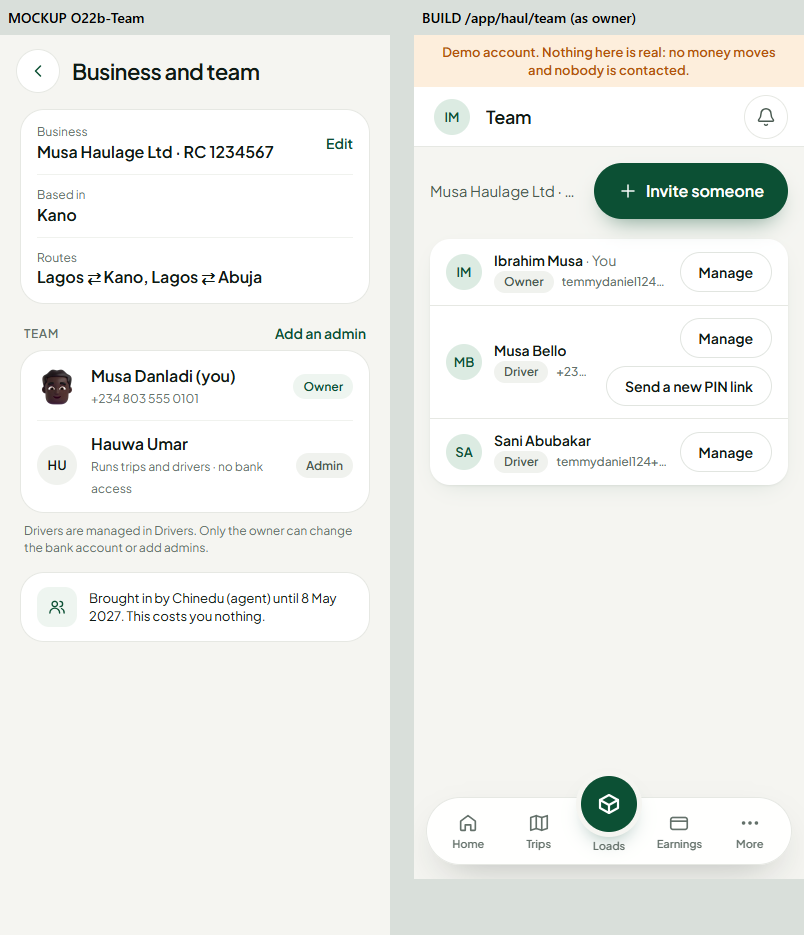 MOCKUP O22b-Team
Business and team
Business
Musa Haulage Ltd · RC 1234567
Edit
Based in
Kano
Routes
Lagos ⇄ Kano, Lagos ⇄ Abuja
TEAM
Add an admin
Musa Danladi (you)
+234 803 555 0101
Owner
HU
Hauwa Umar
Runs trips and drivers · no bank
access
Admin
Drivers are managed in Drivers. Only the owner can change
the bank account or add admins.
Brought in by Chinedu (agent) until 8 May
2027. This costs you nothing.
BUILD /app/haul/team (as owner)
Demo account. Nothing here is real: no money moves
and nobody is contacted.
IM
Team
Musa Haulage Ltd · ...
+ Invite someone
IM
Ibrahim Musa · You
Owner
temmydaniel124...
Manage
MB
Musa Bello
Driver
+23...
Manage
Send a new PIN link
SA
Sani Abubakar
Driver
temmydaniel124+...
Manage
Home
Trips
Loads
Earnings
More